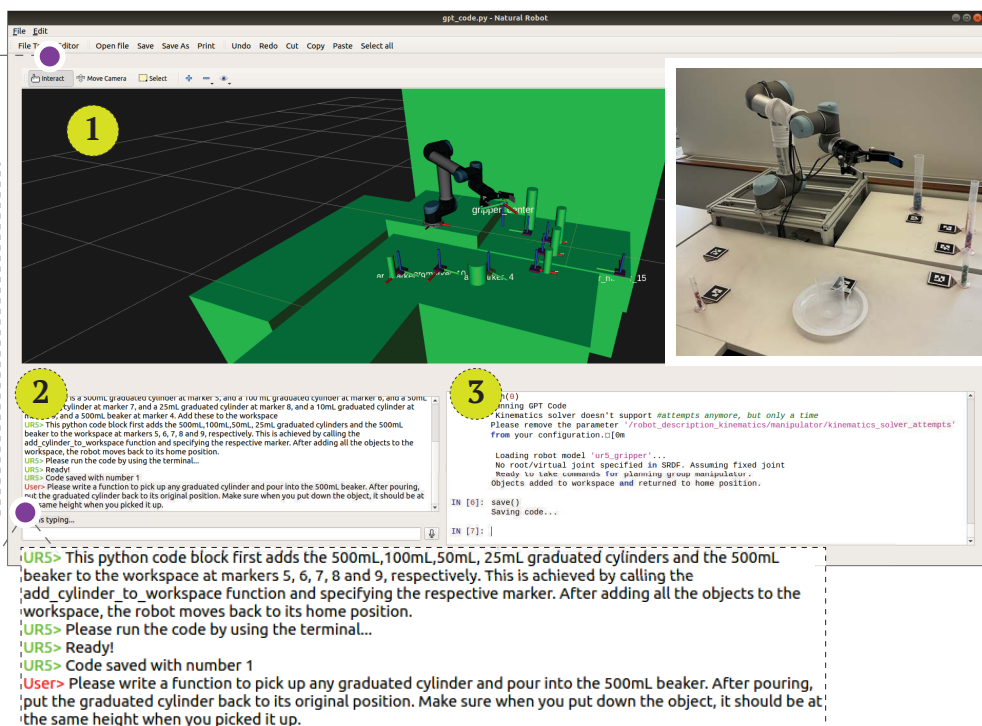 gpt_code.py - Natural Robot
File Edit
Open file Save Save As Print Undo Redo Cut Copy Paste Select all
Interact Move Camera Select
1
gripper_center
_4
_15
2
is a 500mL graduated cylinder at marker 5, and a 100 mL graduated cylinder at marker 6, and a 50mL
cylinder at marker 7, and a 25mL graduated cylinder at marker 8, and a 10mL graduated cylinder at
9, and a 500mL beaker at marker 4. Add these to the workspace
UR5> This python code block first adds the 500mL,100mL,50mL, 25mL graduated cylinders and the 500mL
beaker to the workspace at markers 5, 6, 7, 8 and 9, respectively. This is achieved by calling the
add_cylinder_to_workspace function and specifying the respective marker. After adding all the objects to the
workspace, the robot moves back to its home position.
UR5> Please run the code by using the terminal...
UR5> Ready!
UR5> Code saved with number 1
User> Please write a function to pick up any graduated cylinder and pour into the 500mL beaker. After pouring,
put the graduated cylinder back to its original position. Make sure when you put down the object, it should be at
same height when you picked it up.
is typing...
3
(0)
GPT Code
Kinematics solver doesn't support #attempts anymore, but only a time
Please remove the parameter '/robot_description_kinematics/manipulator/kinematics_solver_attempts'
from your configuration.□[0m
Loading robot model 'ur5_gripper'...
No root/virtual joint specified in SRDF. Assuming fixed joint
Ready to take commands for planning group manipulator.
Objects added to workspace and returned to home position.
IN [6]: save()
Saving code...
IN [7]:
UR5> This python code block first adds the 500mL,100mL,50mL, 25mL graduated cylinders and the 500mL
beaker to the workspace at markers 5, 6, 7, 8 and 9, respectively. This is achieved by calling the
add_cylinder_to_workspace function and specifying the respective marker. After adding all the objects to the
workspace, the robot moves back to its home position.
UR5> Please run the code by using the terminal...
UR5> Ready!
UR5> Code saved with number 1
User> Please write a function to pick up any graduated cylinder and pour into the 500mL beaker. After pouring,
put the graduated cylinder back to its original position. Make sure when you put down the object, it should be at
the same height when you picked it up.